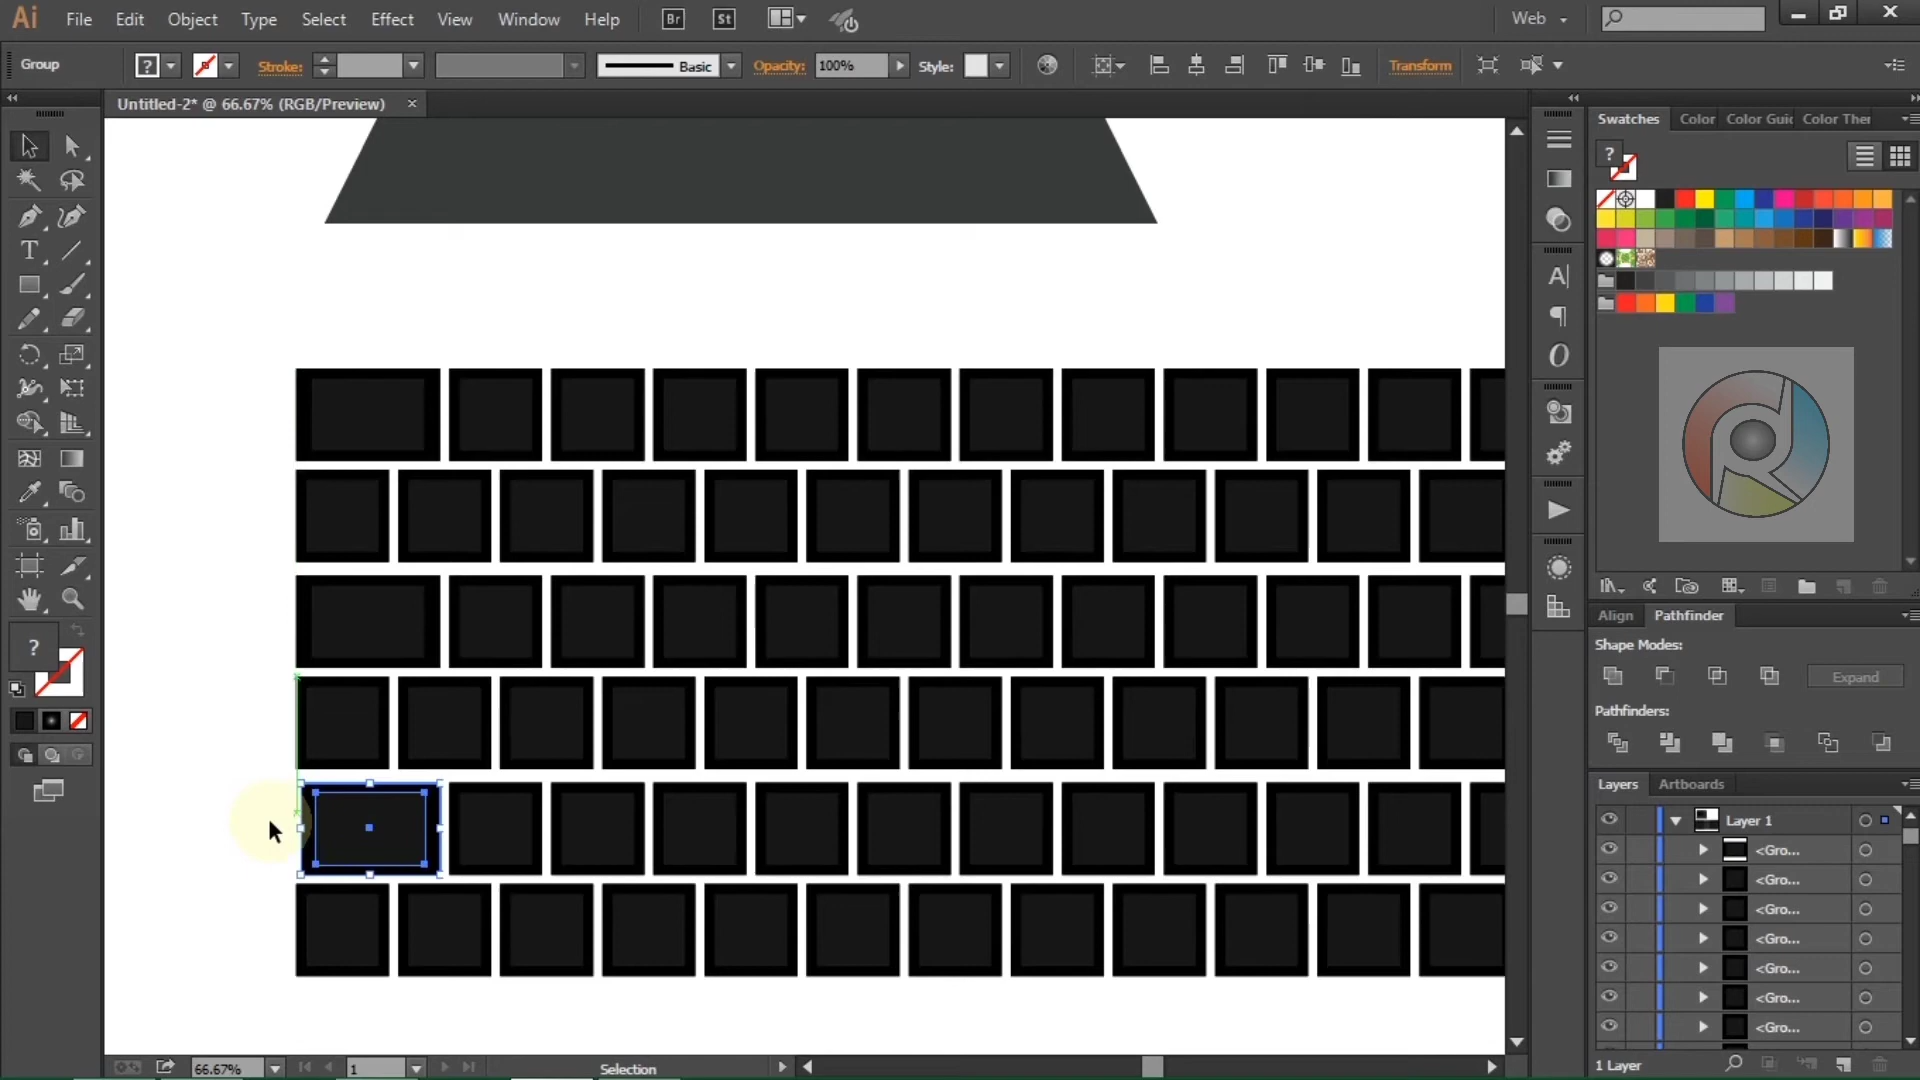 Ai File Edit Object Type Select Effect View Window Help Br St Web
Group ? Stroke: Basic Opacity: 100% Style: Transform
Untitled-2* @ 66.67% (RGB/Preview) ×
Swatches Color Color Guid Color Ther
?
T
A
O
?
Align Pathfinder
Shape Modes:
Expand
Pathfinders:
Layers Artboards
Layer 1
<Gro...
<Gro...
<Gro...
<Gro...
<Gro...
<Gro...
<Gro...
66.67% 1 Selection
1 Layer